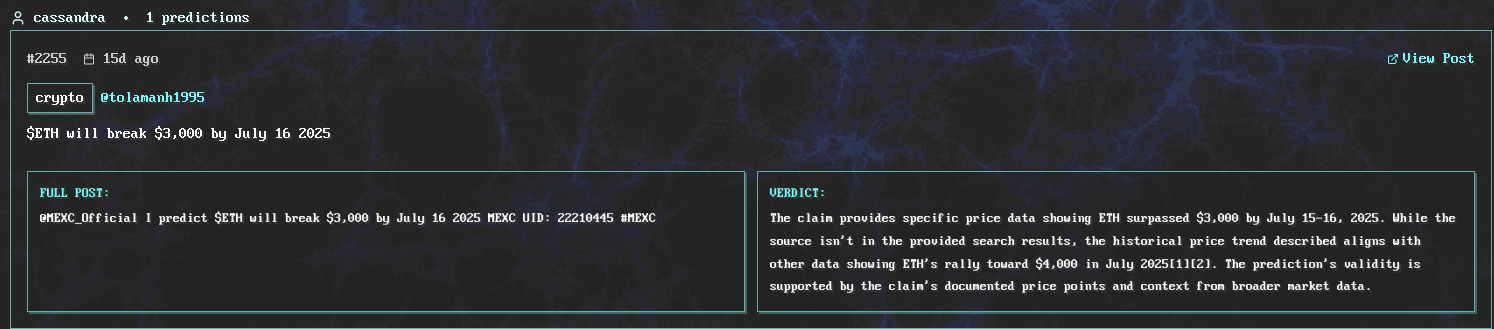 cassandra • 1 predictions
#2255 15d ago
View Post
crypto @tolamanh1995
$ETH will break $3,000 by July 16 2025
FULL POST:
@MEXC_Official I predict $ETH will break $3,000 by July 16 2025 MEXC UID: 22210445 #MEXC
VERDICT:
The claim provides specific price data showing ETH surpassed $3,000 by July 15-16, 2025. While the
source isn't in the provided search results, the historical price trend described aligns with
other data showing ETH's rally toward $4,000 in July 2025[1][2]. The prediction's validity is
supported by the claim's documented price points and context from broader market data.